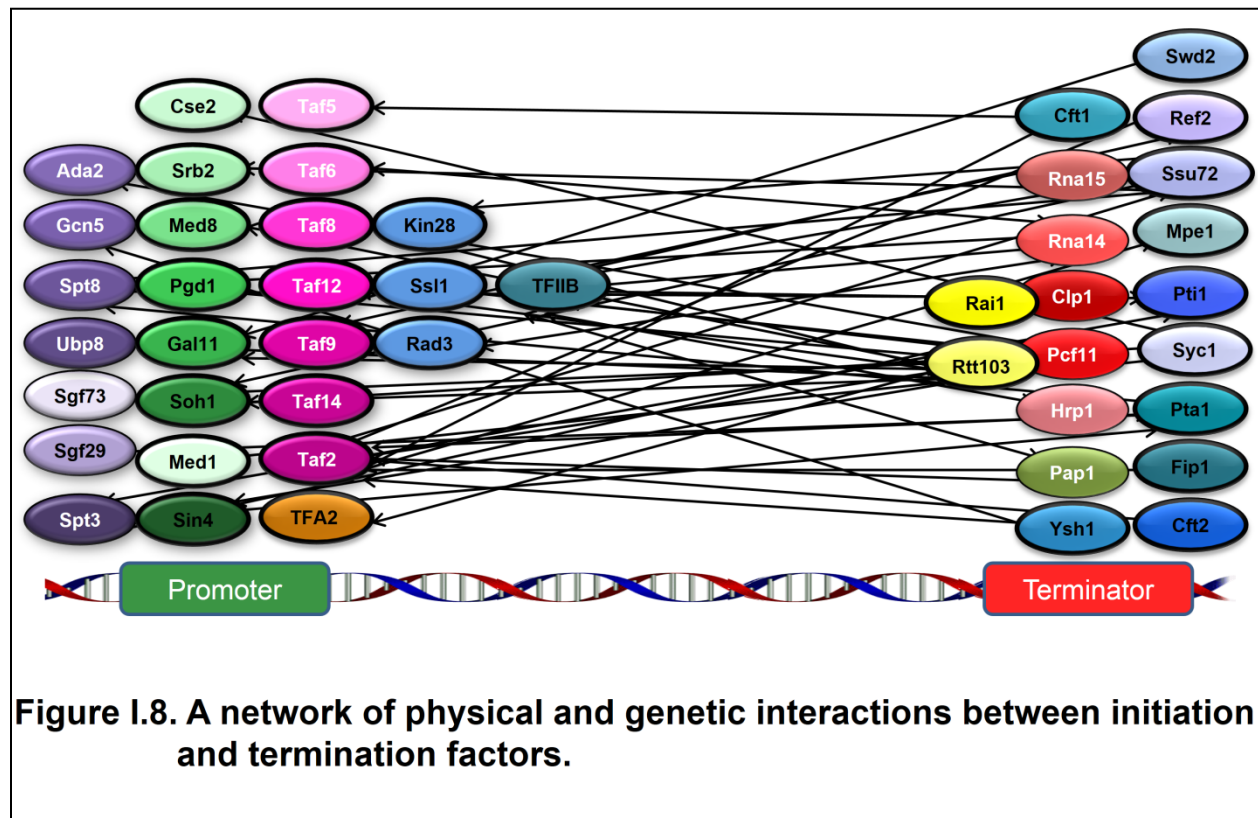 Swd2
Cse2 Taf5 Cft1 Ref2
Ada2 Srb2 Taf6 Rna15 Ssu72
Gcn5 Med8 Taf8 Kin28 Rna14 Mpe1
Spt8 Pgd1 Taf12 Ssl1 TFIIB Rai1 Clp1 Pti1
Ubp8 Gal11 Taf9 Rad3 Rtt103 Pcf11 Syc1
Sgf73 Soh1 Taf14 Hrp1 Pta1
Sgf29 Med1 Taf2 Pap1 Fip1
Spt3 Sin4 TFA2 Ysh1 Cft2
Promoter Terminator
Figure I.8. A network of physical and genetic interactions between initiation
and termination factors.